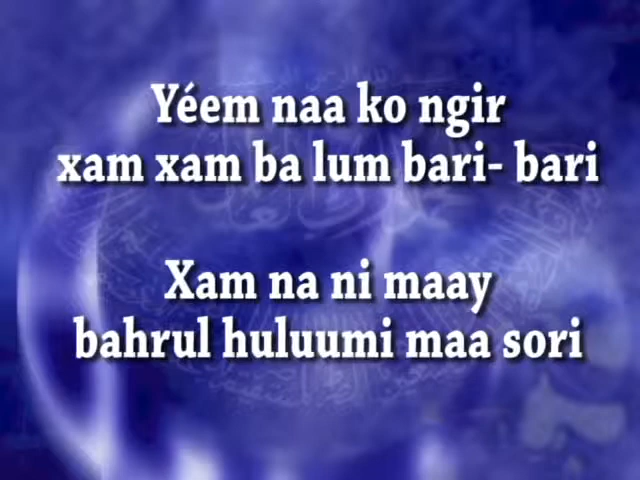 Yéem naa ko ngir
xam xam ba lum bari- bari
Xam na ni maay
bahrul huluumi maa sori